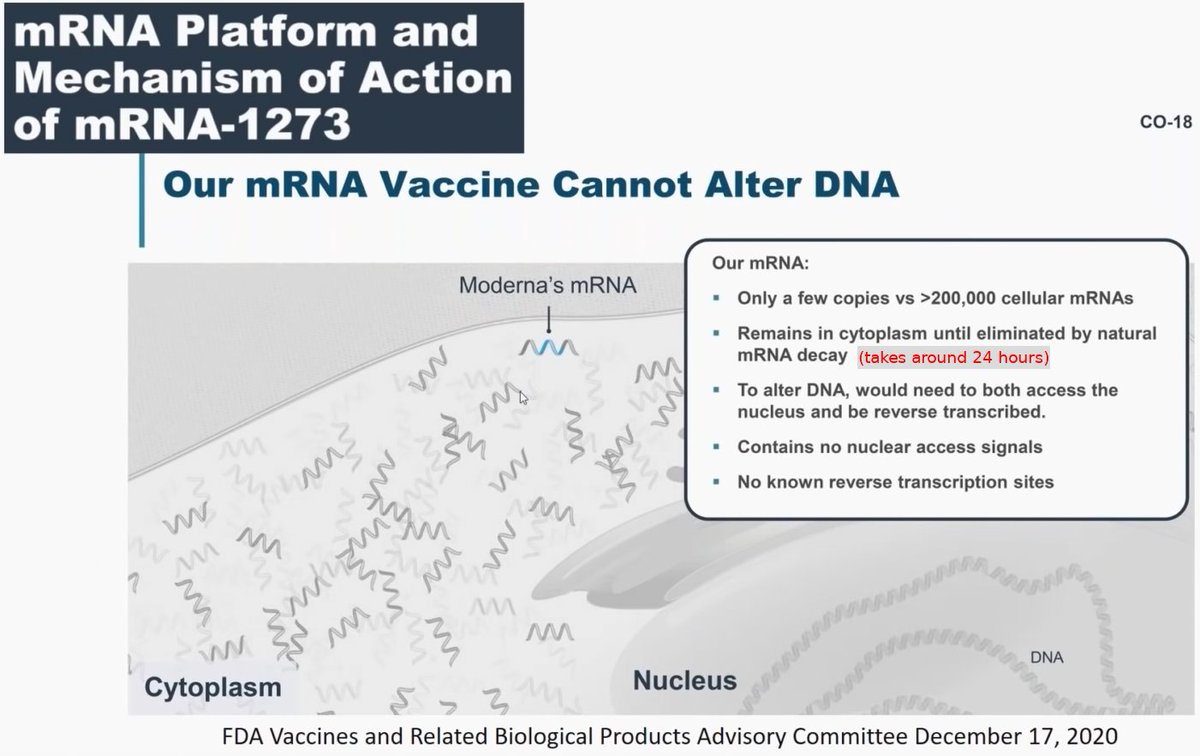 mRNA Platform and
Mechanism of Action
of mRNA-1273
CO-18
Our mRNA Vaccine Cannot Alter DNA
Moderna's mRNA
Our mRNA:
▪ Only a few copies vs >200,000 cellular mRNAs
▪ Remains in cytoplasm until eliminated by natural
mRNA decay (takes around 24 hours)
▪ To alter DNA, would need to both access the
nucleus and be reverse transcribed.
▪ Contains no nuclear access signals
▪ No known reverse transcription sites
DNA
Cytoplasm
Nucleus
FDA Vaccines and Related Biological Products Advisory Committee December 17, 2020